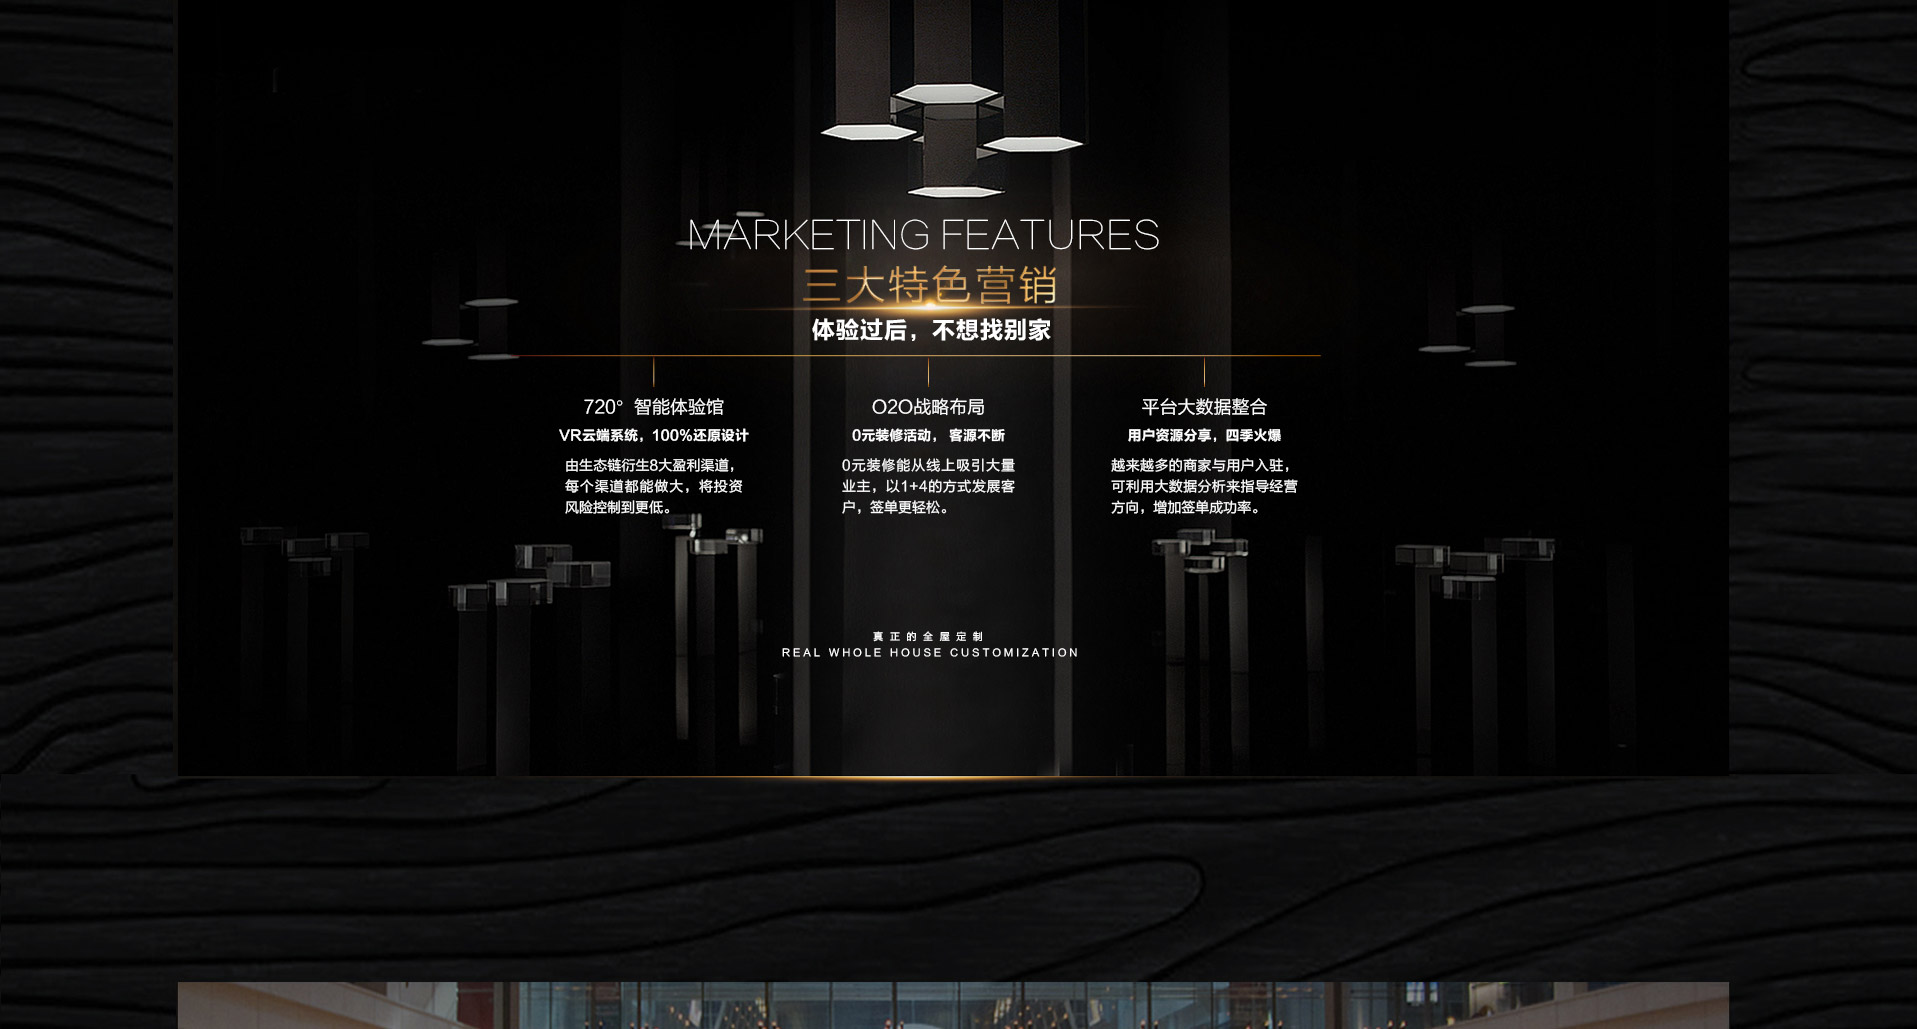 MARKETING FEATURES
三大特色营销
体验过后，不想找别家
720° 智能体验馆
VR云端系统，100%还原设计
由生态链衍生8大盈利渠道，
每个渠道都能做大，将投资
风险控制到更低。
O2O战略布局
0元装修活动， 客源不断
0元装修能从线上吸引大量
业主，以1+4的方式发展客
户，签单更轻松。
平台大数据整合
用户资源分享，四季火爆
越来越多的商家与用户入驻，
可利用大数据分析来指导经营
方向，增加签单成功率。
真正的全屋定制
REAL WHOLE HOUSE CUSTOMIZATION